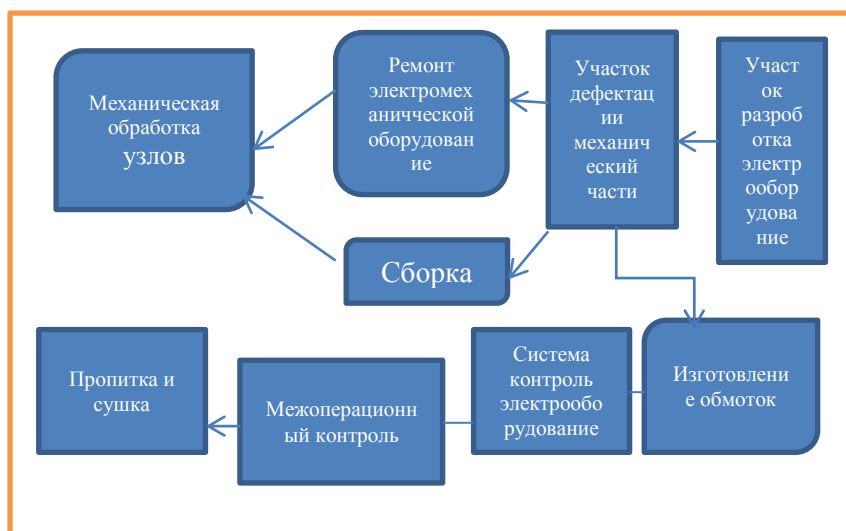 Механическая
обработка
узлов
Ремонт
электромех
аничческой
оборудован
ие
Участок
дефектац
ии
механич
еский
части
Участ
ок
разроб
отка
электр
ообор
удова
ние
Сборка
Пропитка и
сушка
Межоперационн
ый контроль
Система
контроль
электрообо
рудование
Изготовлени
е обмоток